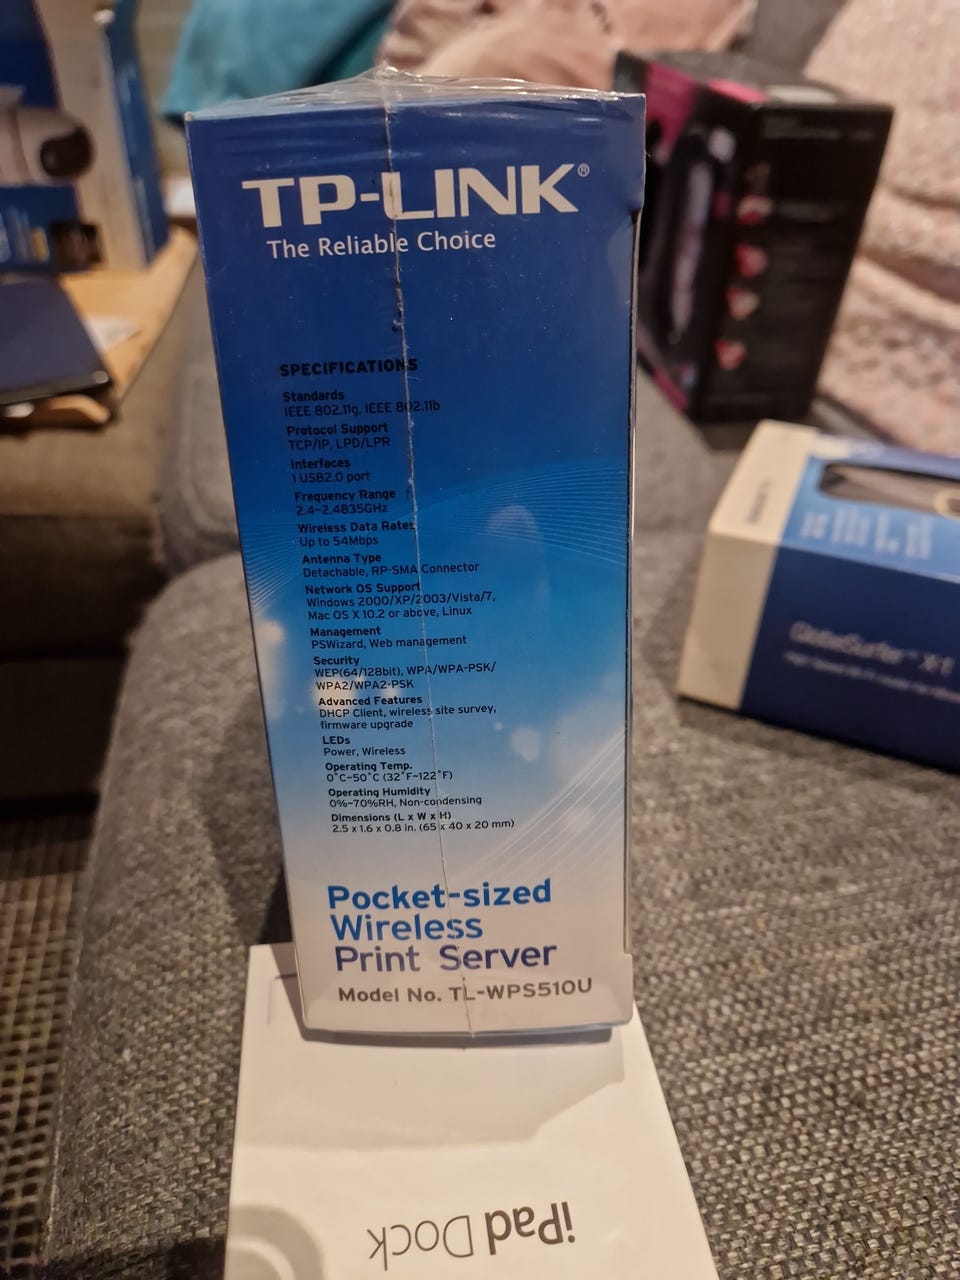 TP-LINK®
The Reliable Choice
SPECIFICATIONS
Standards
IEEE 802.11g, IEEE 802.11b
Protocol Support
TCP/IP, LPD/LPR
Interfaces
1 USB2.0 port
Frequency Range
2.4~2.4835GHz
Wireless Data Rates
Up to 54Mbps
Antenna Type
Detachable, RP-SMA Connector
Network OS Support
Windows 2000/XP/2003/Vista/7,
Mac OS X 10.2 or above, Linux
Management
PSWizard, Web management
Security
WEP(64/128bit), WPA/WPA-PSK/
WPA2/WPA2-PSK
Advanced Features
DHCP Client, wireless site survey,
firmware upgrade
LEDs
Power, Wireless
Operating Temp.
0˚C~50˚C (32˚F~122˚F)
Operating Humidity
0%~70%RH, Non-condensing
Dimensions (L x W x H)
2.5 x 1.6 x 0.8 in. (65 x 40 x 20 mm)
Pocket-sized
Wireless
Print Server
Model No. TL-WPS510U
GlobeSurfer™ X·1
iPad Dock